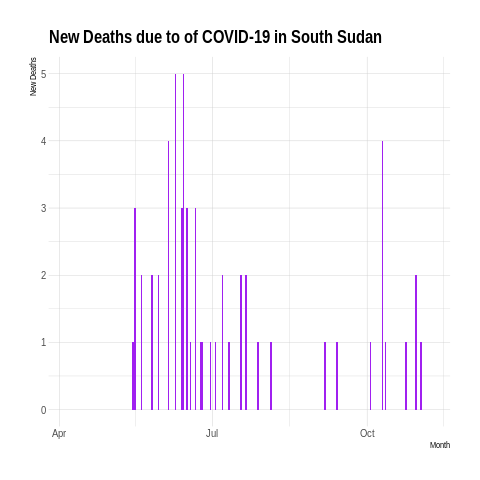 New Deaths due to of COVID-19 in South Sudan
New Deaths
5
4
3
2
1
0
Apr
Jul
Oct
Month